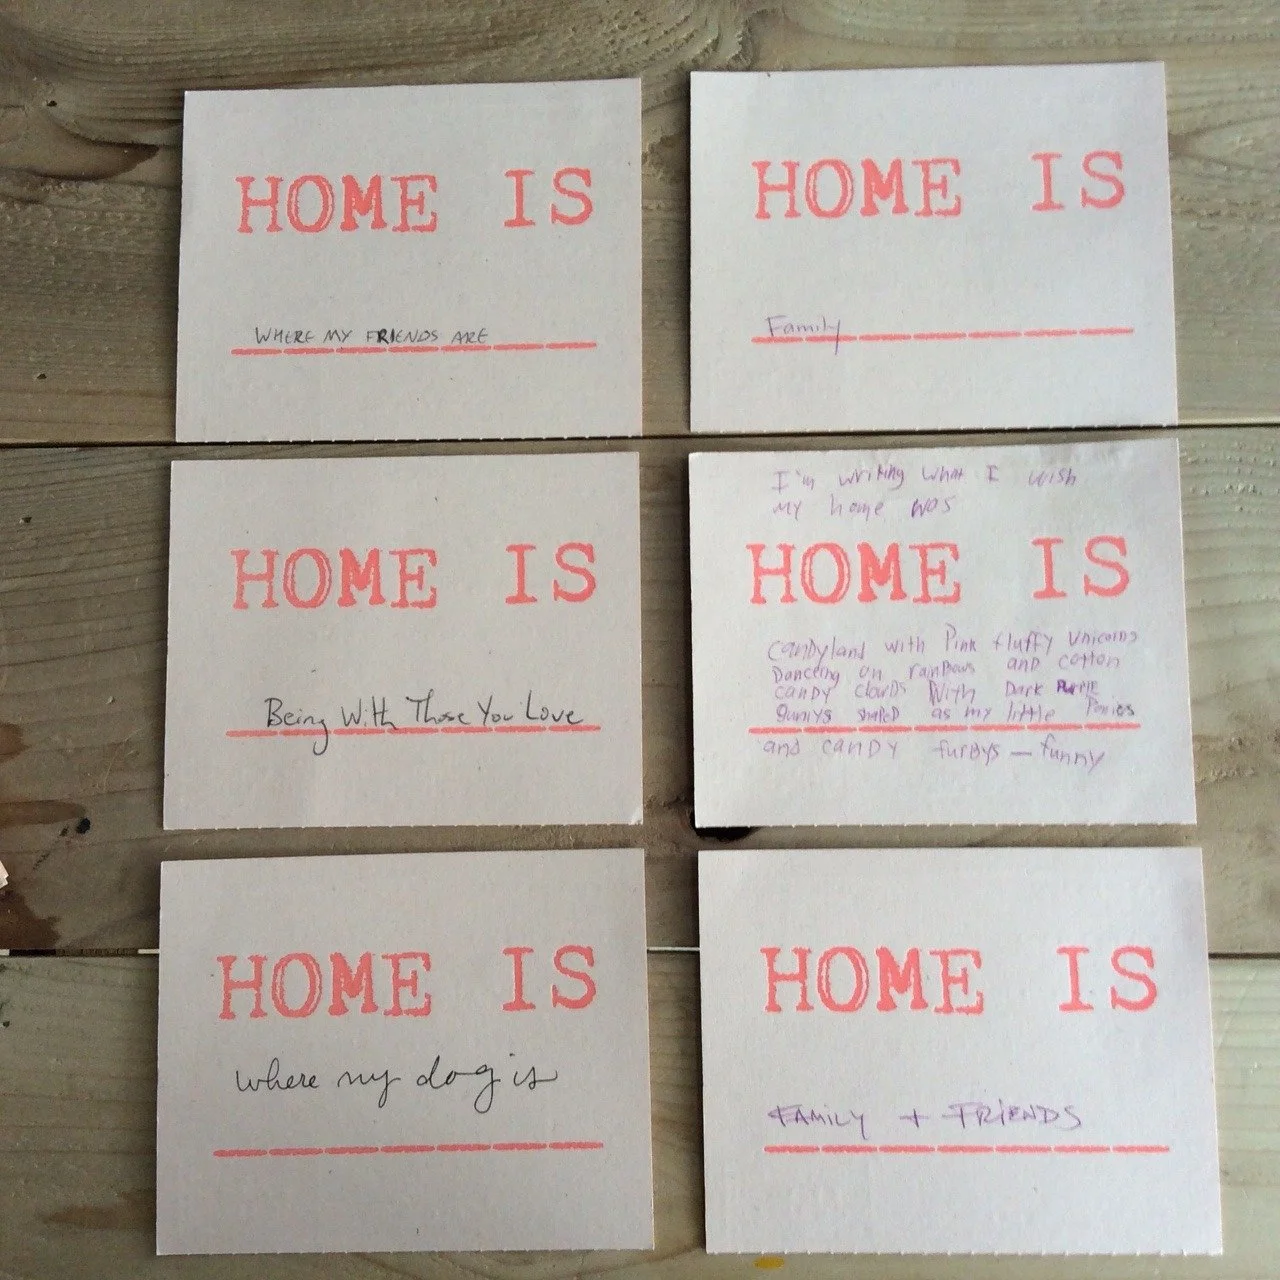 HOME IS
WHERE MY FRIENDS ARE
HOME IS
Family
HOME IS
Being With Those You Love
I'm writing what I wish
my home was
HOME IS
candyland with Pink fluffy Unicorns
Dancing on rainbows and cotton
candy clouds With Dark PURPLE
gumys shaped as my little Ponies
and candy furbys — funny
HOME IS
where my dog is
HOME IS
FAMILY + FRIENDS